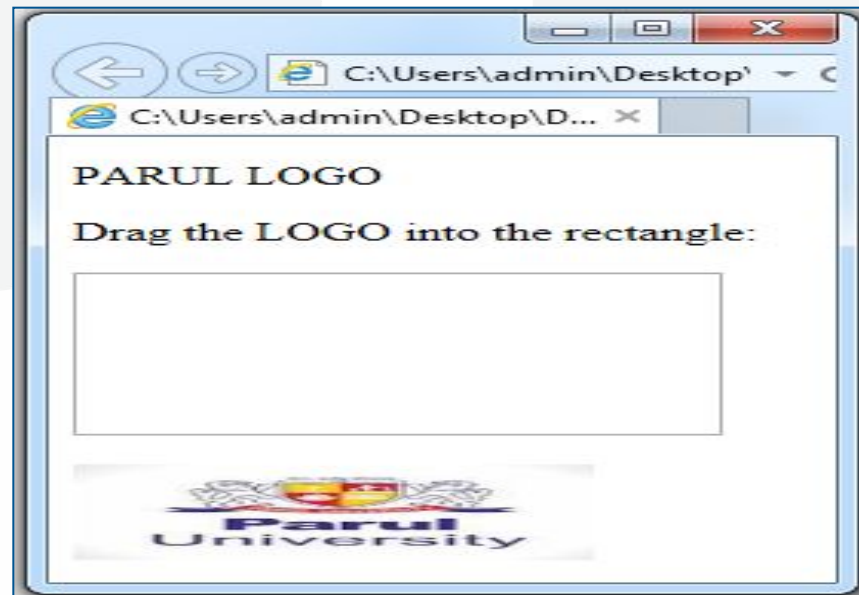 C:\Users\admin\Desktop\
C:\Users\admin\Desktop\D...
PARUL LOGO
Drag the LOGO into the rectangle:
Parul
University